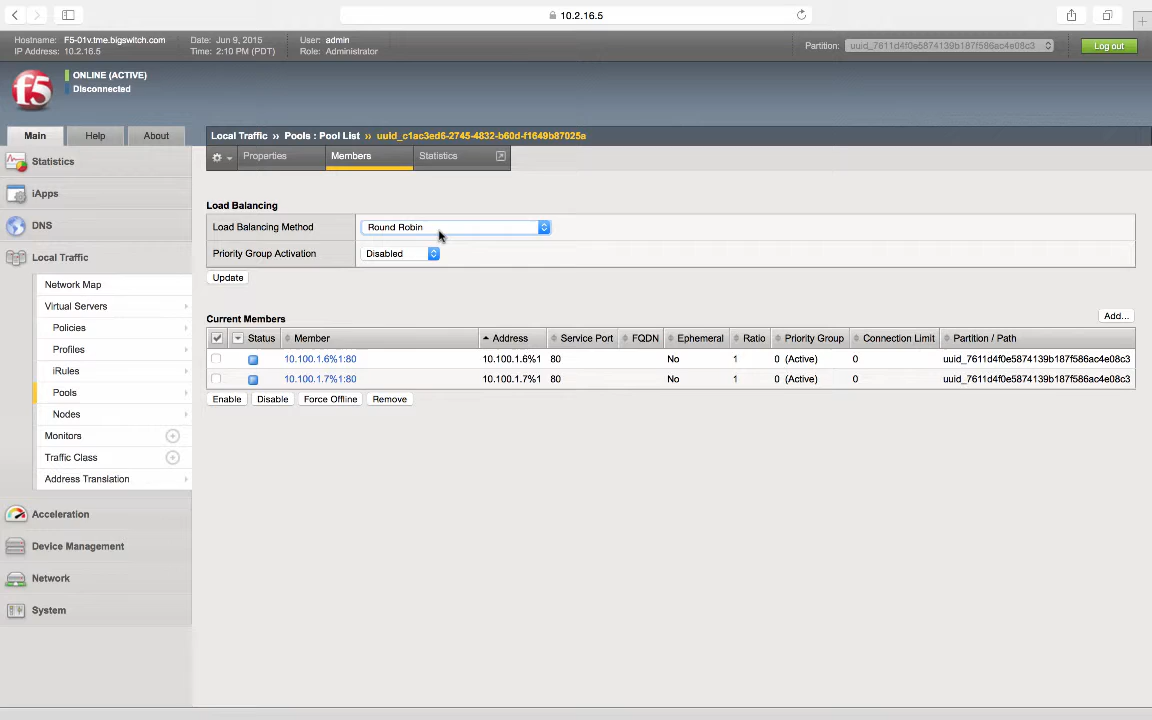 10.2.16.5
Hostname: F5-01v.tme.bigswitch.com
IP Address: 10.2.16.5
Date: Jun 9, 2015
Time: 2:10 PM (PDT)
User: admin
Role: Administrator
Partition: uuid_7611d4f0e5874139b187f586ac4e08c3
Log out
f5
ONLINE (ACTIVE)
Disconnected
Main Help About
Local Traffic » Pools : Pool List » uuid_c1ac3ed6-2745-4832-b60d-f1649b87025a
Properties Members Statistics
Statistics
iApps
DNS
Local Traffic
Network Map
Virtual Servers
Policies
Profiles
iRules
Pools
Nodes
Monitors
Traffic Class
Address Translation
Acceleration
Device Management
Network
System
Load Balancing
Load Balancing Method Round Robin
Priority Group Activation Disabled
Update
Current Members Add...
Status Member Address Service Port FQDN Ephemeral Ratio Priority Group Connection Limit Partition / Path
10.100.1.6%1:80 10.100.1.6%1 80 No 1 0 (Active) 0 uuid_7611d4f0e5874139b187f586ac4e08c3
10.100.1.7%1:80 10.100.1.7%1 80 No 1 0 (Active) 0 uuid_7611d4f0e5874139b187f586ac4e08c3
Enable Disable Force Offline Remove